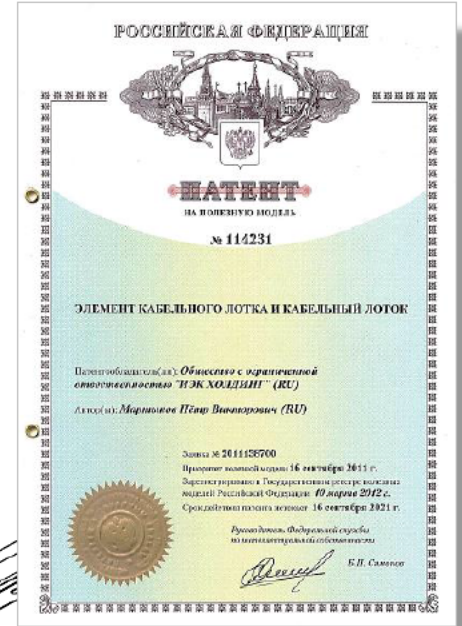 РОССИЙСКАЯ ФЕДЕРАЦИЯ
ПАТЕНТ
НА ПОЛЕЗНУЮ МОДЕЛЬ
№ 114231
ЭЛЕМЕНТ КАБЕЛЬНОГО ЛОТКА И КАБЕЛЬНЫЙ ЛОТОК
Патентообладатель(ли): Общество с ограниченной
ответственностью "ИЭК ХОЛДИНГ" (RU)
Автор(ы): Мартынов Пётр Викторович (RU)
Заявка № 2011138700
Приоритет полезной модели 16 сентября 2011 г.
Зарегистрировано в Государственном реестре полезных
моделей Российской Федерации 10 марта 2012 г.
Срок действия патента истекает 16 сентября 2021 г.
Руководитель Федеральной службы
по интеллектуальной собственности
Б.П. Симонов